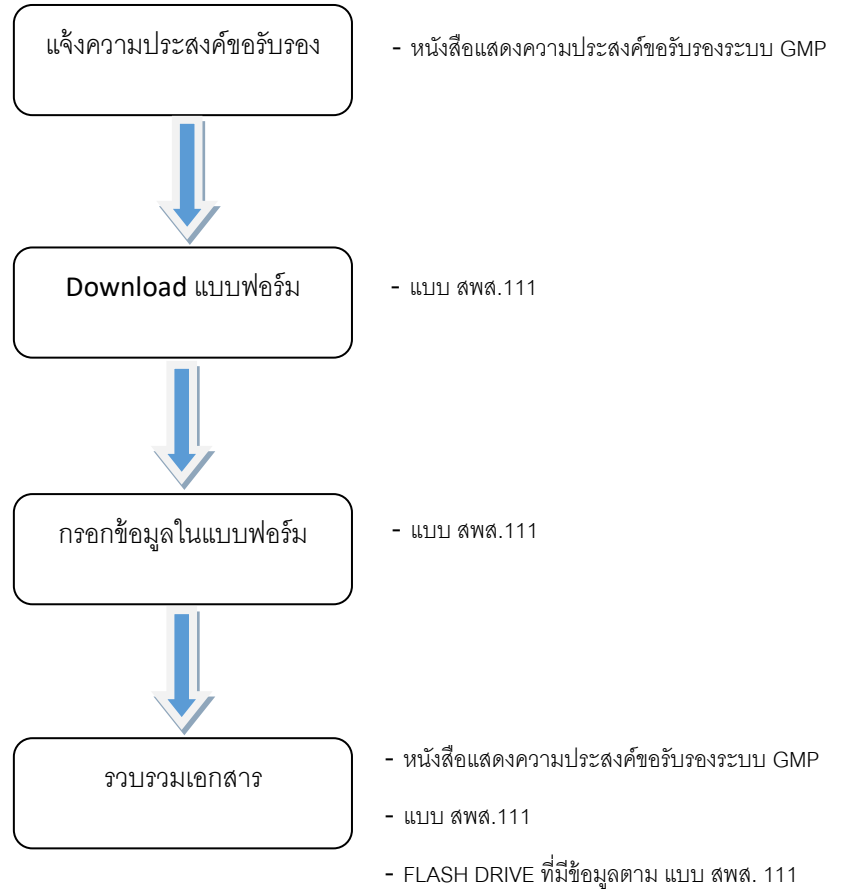 แจ้งความประสงค์ขอรับรอง
- หนังสือแสดงความประสงค์ขอรับรองระบบ GMP
Download แบบฟอร์ม
- แบบ สพส.111
กรอกข้อมูลในแบบฟอร์ม
- แบบ สพส.111
รวบรวมเอกสาร
- หนังสือแสดงความประสงค์ขอรับรองระบบ GMP
- แบบ สพส.111
- FLASH DRIVE ที่มีข้อมูลตาม แบบ สพส. 111